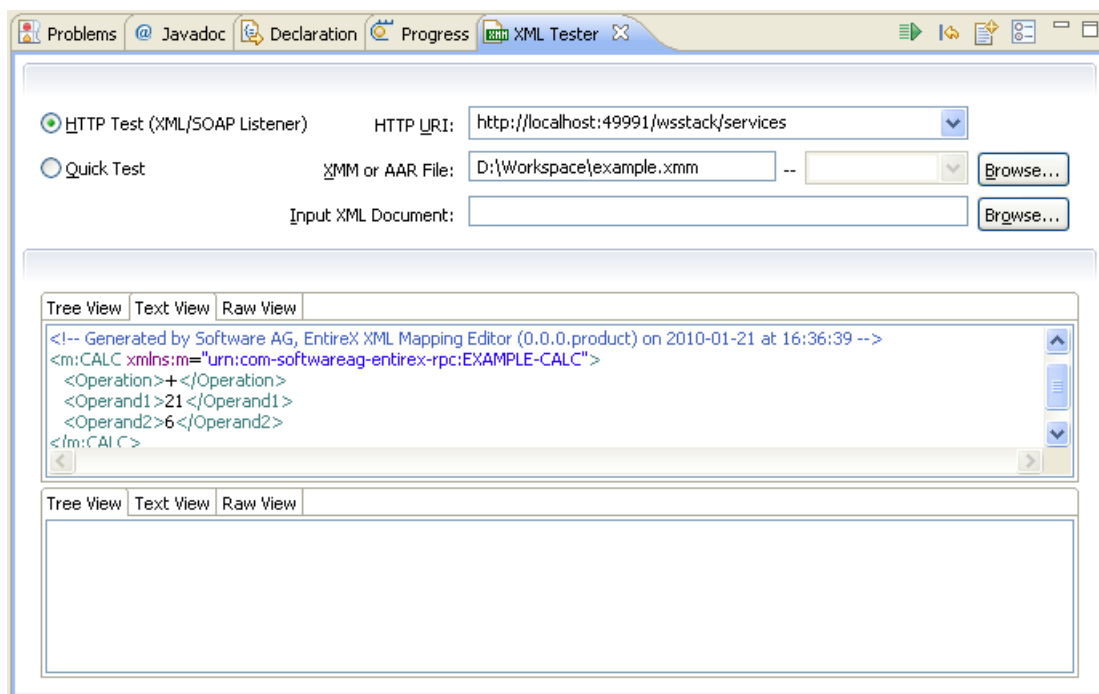 Problems @ Javadoc Declaration Progress XML Tester
HTTP Test (XML/SOAP Listener) HTTP URI: http://localhost:49991/wsstack/services
Quick Test XMM or AAR File: D:\Workspace\example.xmm -- Browse...
Input XML Document: Browse...
Tree View Text View Raw View
<!-- Generated by Software AG, EntireX XML Mapping Editor (0.0.0.product) on 2010-01-21 at 16:36:39 -->
<m:CALC xmlns:m="urn:com-softwareag-entirex-rpc:EXAMPLE-CALC">
<Operation>+</Operation>
<Operand1>21</Operand1>
<Operand2>6</Operand2>
</m:CALC>
Tree View Text View Raw View